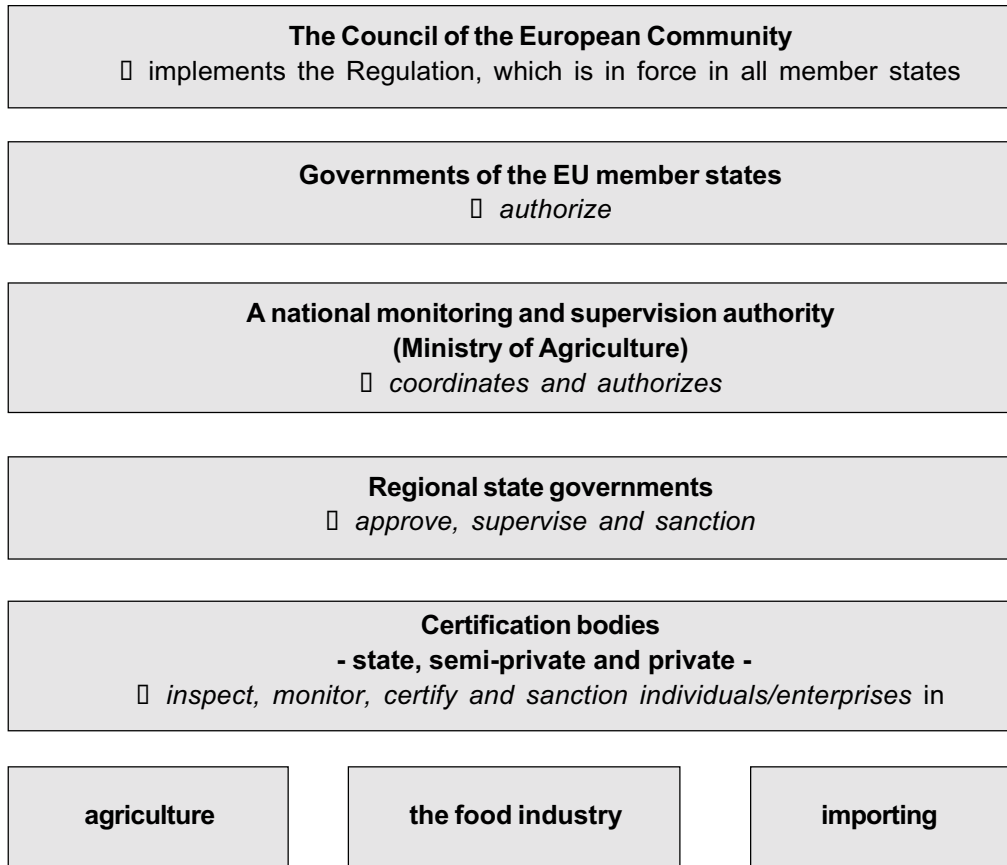 The Council of the European Community
▯ implements the Regulation, which is in force in all member states
Governments of the EU member states
▯ authorize
A national monitoring and supervision authority
(Ministry of Agriculture)
▯ coordinates and authorizes
Regional state governments
▯ approve, supervise and sanction
Certification bodies
- state, semi-private and private -
▯ inspect, monitor, certify and sanction individuals/enterprises in
agriculture
the food industry
importing